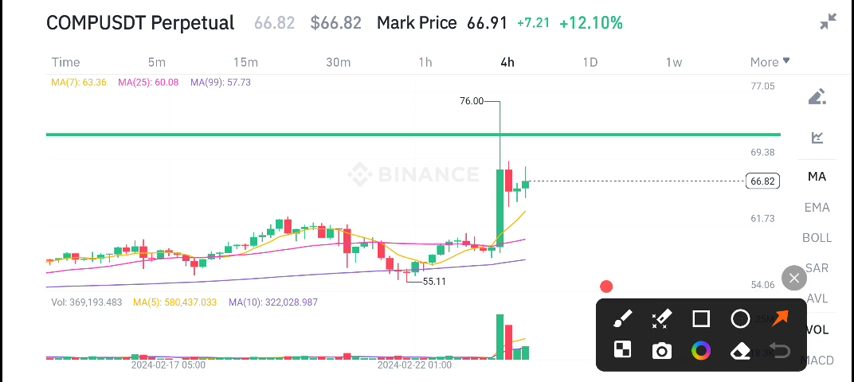 COMPUSDT Perpetual 66.82 $66.82 Mark Price 66.91 +7.21 +12.10%
Time 5m 15m 30m 1h 4h 1D 1w More
MA(7): 63.36 MA(25): 60.08 MA(99): 57.73
77.05
76.00
69.38
BINANCE
66.82
MA
EMA
61.73
BOLL
SAR
55.11
54.06
AVL
Vol: 369,193.483 MA(5): 580,437.033 MA(10): 322,028.987
VOL
MACD
2024-02-17 05:00 2024-02-22 01:00